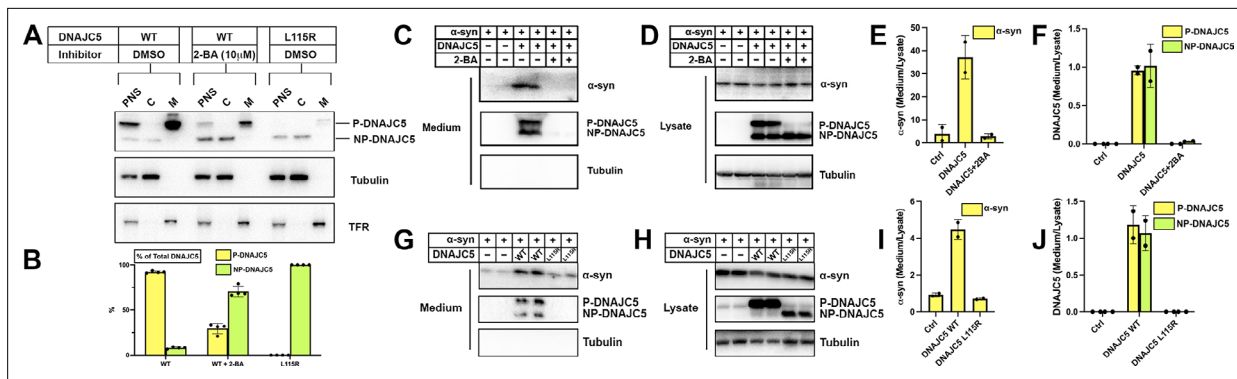 A
DNAJC5 WT WT L115R
Inhibitor DMSO 2-BA (10μM) DMSO
PNS C M PNS C M PNS C M
P-DNAJC5
NP-DNAJC5
Tubulin
TFR
B
% of Total DNAJC5
P-DNAJC5
NP-DNAJC5
100
50
0
%
WT WT + 2-BA L115R
C
α-syn + + + + + +
DNAJC5 − − + + + +
2-BA − − − − + +
α-syn
Medium
P-DNAJC5
NP-DNAJC5
Tubulin
D
α-syn + + + + + +
DNAJC5 − − + + + +
2-BA − − − − + +
α-syn
Lysate
P-DNAJC5
NP-DNAJC5
Tubulin
E
α-syn
α-syn (Medium/Lysate)
60
40
20
0
Ctrl DNAJC5 DNAJC5+2BA
F
P-DNAJC5
NP-DNAJC5
DNAJC5 (Medium/Lysate)
1.5
1.0
0.5
0.0
Ctrl DNAJC5 DNAJC5+2BA
G
α-syn + + + + + +
DNAJC5 − − WT WT L115R L115R
α-syn
Medium
P-DNAJC5
NP-DNAJC5
Tubulin
H
α-syn + + + + + +
DNAJC5 − − WT WT L115R L115R
α-syn
Lysate
P-DNAJC5
NP-DNAJC5
Tubulin
I
α-syn
α-syn (Medium/Lysate)
6
4
2
0
Ctrl DNAJC5 WT DNAJC5 L115R
J
P-DNAJC5
NP-DNAJC5
DNAJC5 (Medium/Lysate)
1.5
1.0
0.5
0.0
Ctrl DNAJC5 WT DNAJC5 L115R